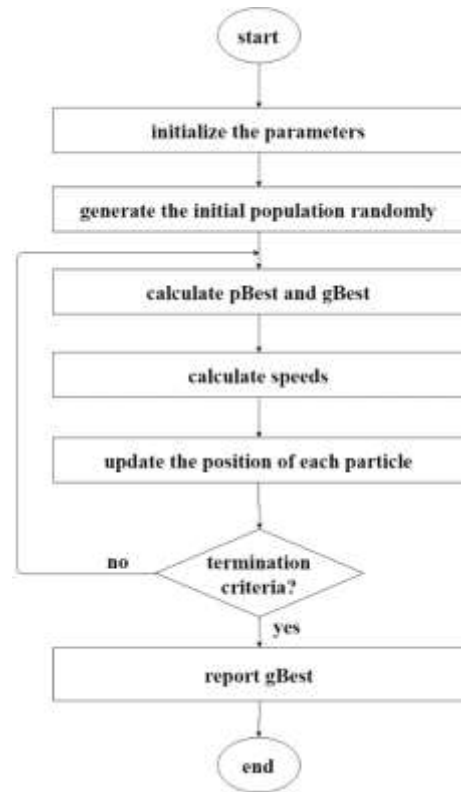 start
initialize the parameters
generate the initial population randomly
calculate pBest and gBest
calculate speeds
update the position of each particle
no
termination
criteria?
yes
report gBest
end